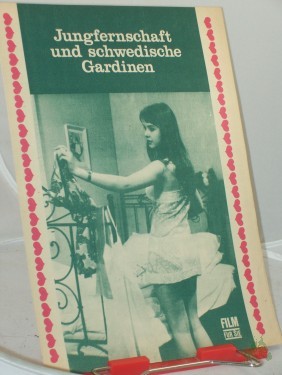 Jungfernschaft
und schwedische
Gardinen
FILM
FÜR SIE